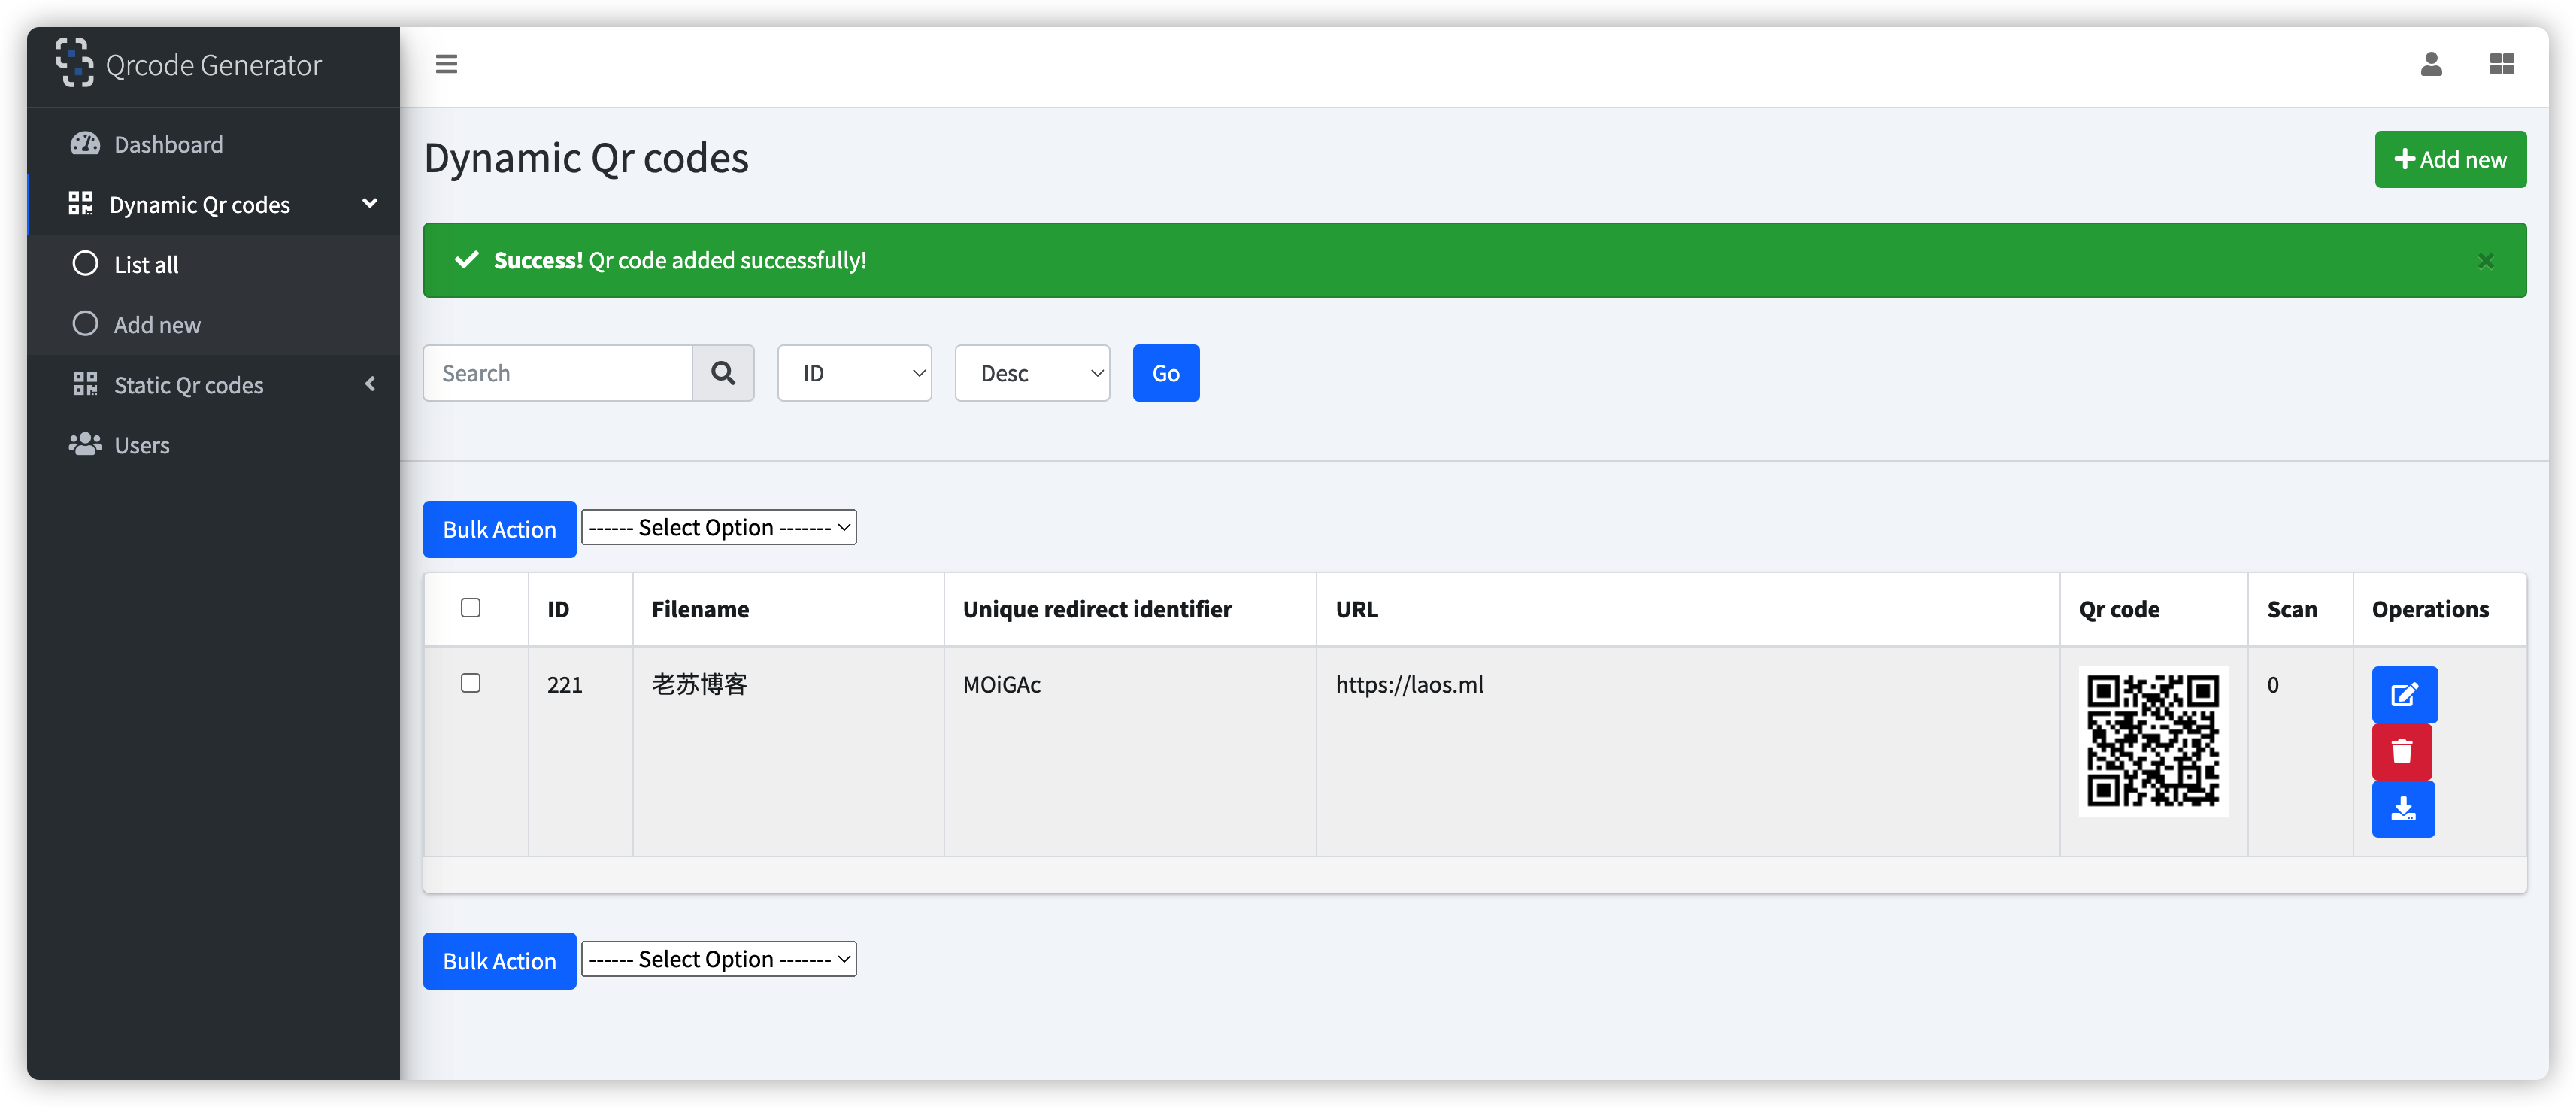 Qrcode Generator
Dashboard
Dynamic Qr codes
List all
Add new
Static Qr codes
Users
Dynamic Qr codes
Add new
Success! Qr code added successfully!
Search
ID
Desc
Go
Bulk Action
------ Select Option -------
ID Filename Unique redirect identifier URL Qr code Scan Operations
221 老苏博客 MOiGAc https://laos.ml 0
Bulk Action
------ Select Option -------